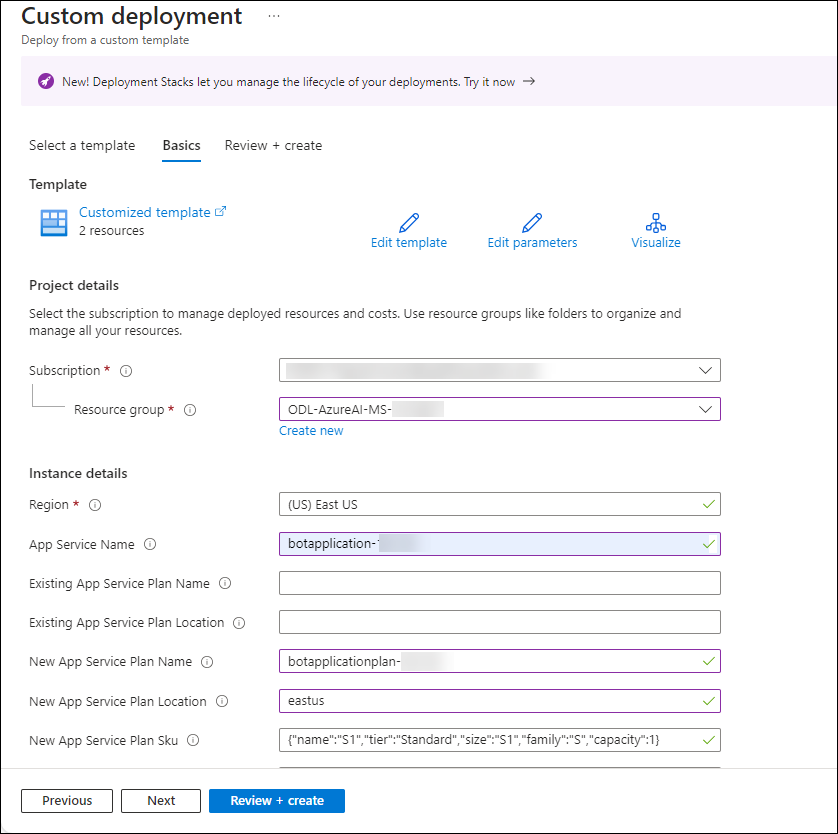 Custom deployment ...
Deploy from a custom template
New! Deployment Stacks let you manage the lifecycle of your deployments. Try it now →
Select a template Basics Review + create
Template
Customized template
2 resources
Edit template Edit parameters Visualize
Project details
Select the subscription to manage deployed resources and costs. Use resource groups like folders to organize and
manage all your resources.
Subscription *
Resource group * ODL-AzureAI-MS-
Create new
Instance details
Region * (US) East US
App Service Name botapplication-
Existing App Service Plan Name
Existing App Service Plan Location
New App Service Plan Name botapplicationplan-
New App Service Plan Location eastus
New App Service Plan Sku {"name":"S1","tier":"Standard","size":"S1","family":"S","capacity":1}
Previous Next Review + create